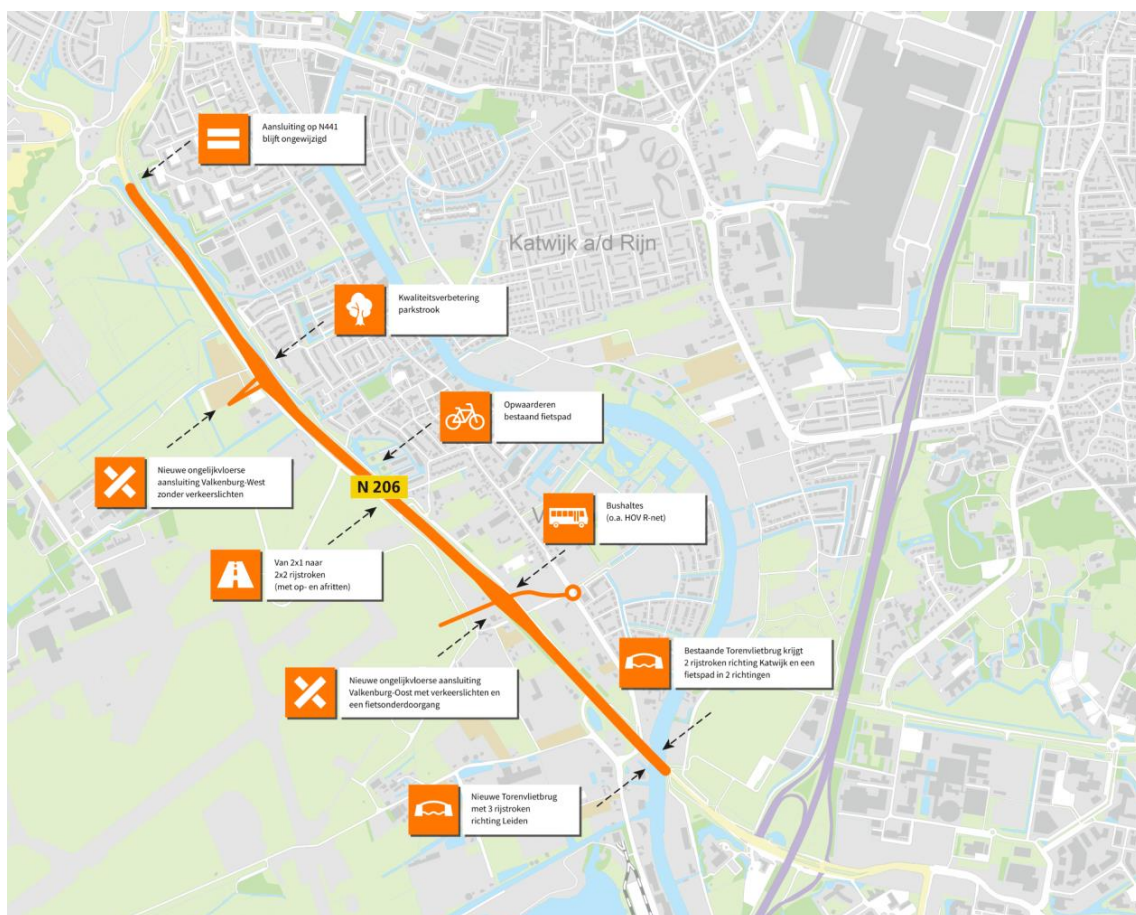 Aansluiting op N441
blijft ongewijzigd
Katwijk a/d Rijn
Kwaliteitsverbetering
parkstrook
Opwaarderen
bestaand fietspad
Nieuwe ongelijkvloerse
aansluiting Valkenburg-West
zonder verkeerslichten
N 206
Bushaltes
(o.a. HOV R-net)
Van 2x1 naar
2x2 rijstroken
(met op- en afritten)
Bestaande Torenvlietbrug krijgt
2 rijstroken richting Katwijk en een
fietspad in 2 richtingen
Nieuwe ongelijkvloerse aansluiting
Valkenburg-Oost met verkeerslichten en
een fietsonderdoorgang
Nieuwe Torenvlietbrug
met 3 rijstroken
richting Leiden